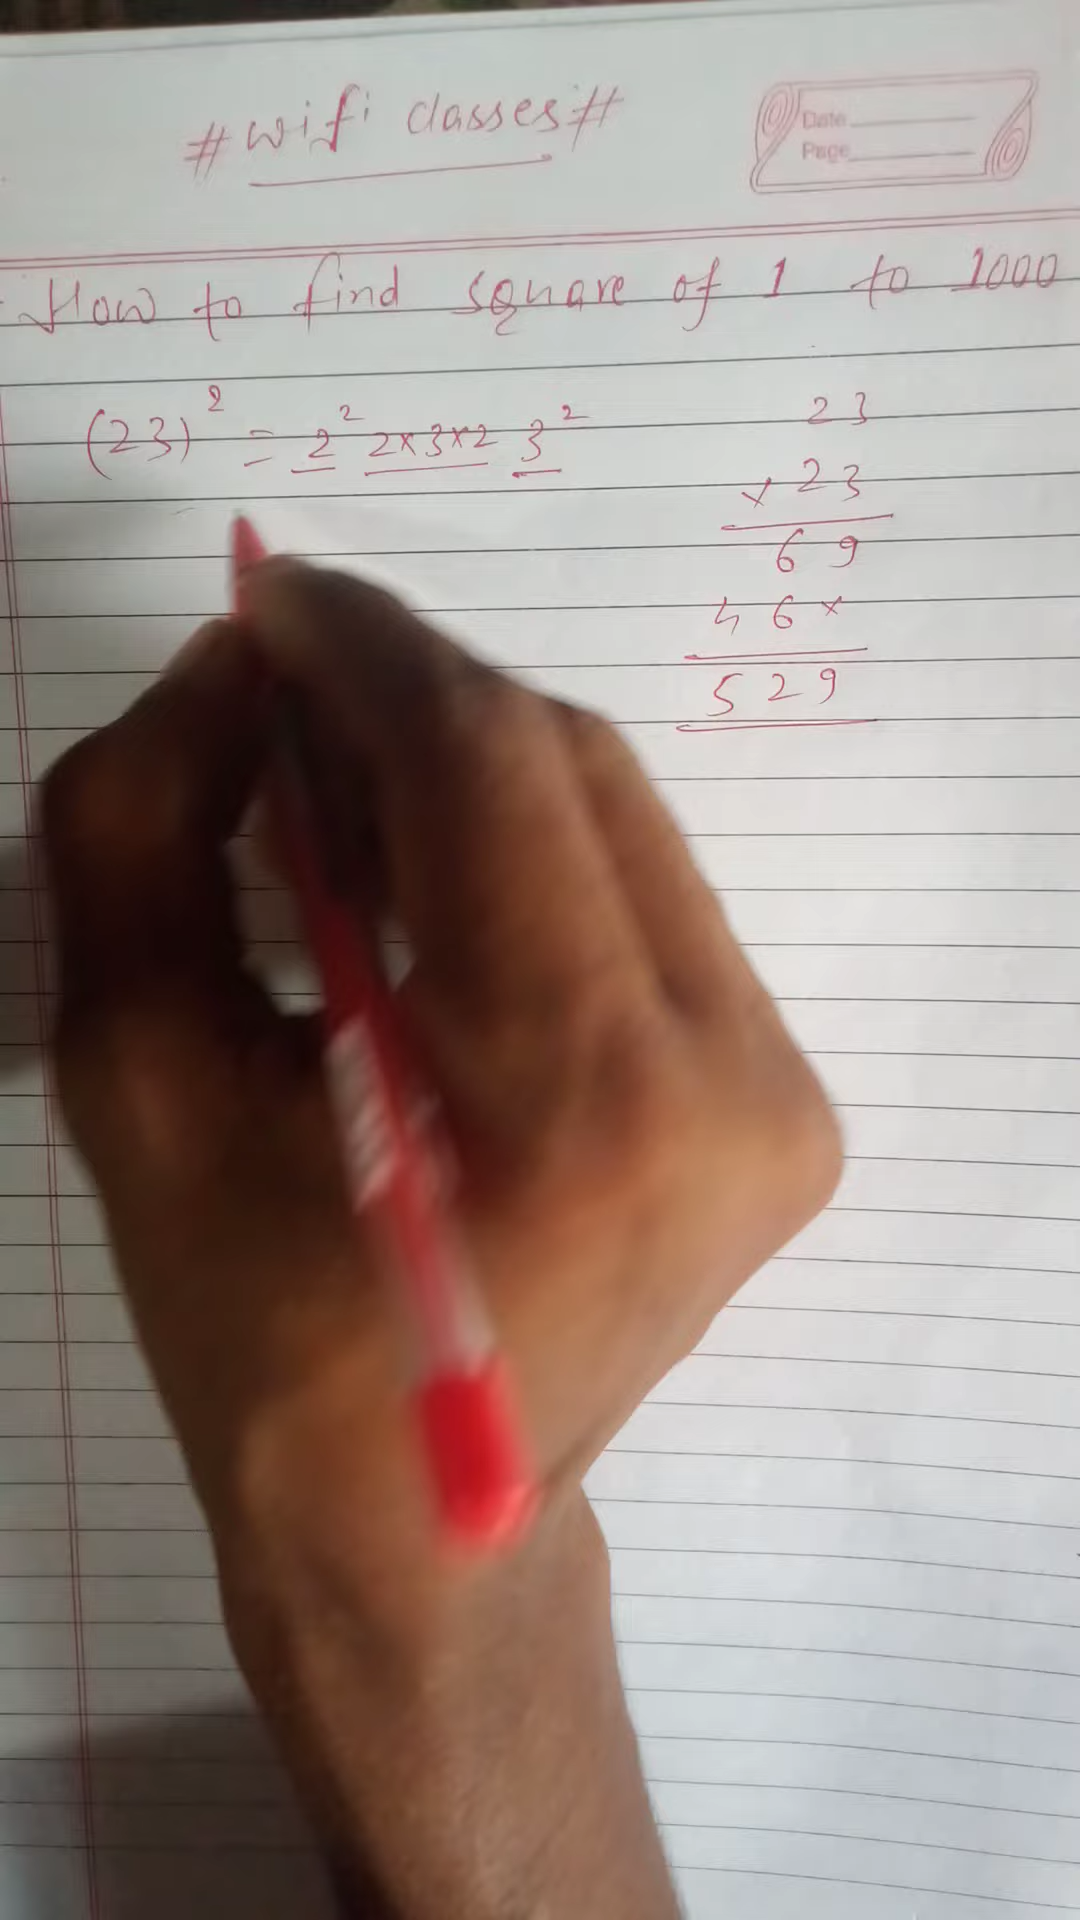 #wifi classes#
Date
Page
How to find square of 1 to 1000
(23)² = 2² 2×3×2 3²
23
× 23
69
46×
529